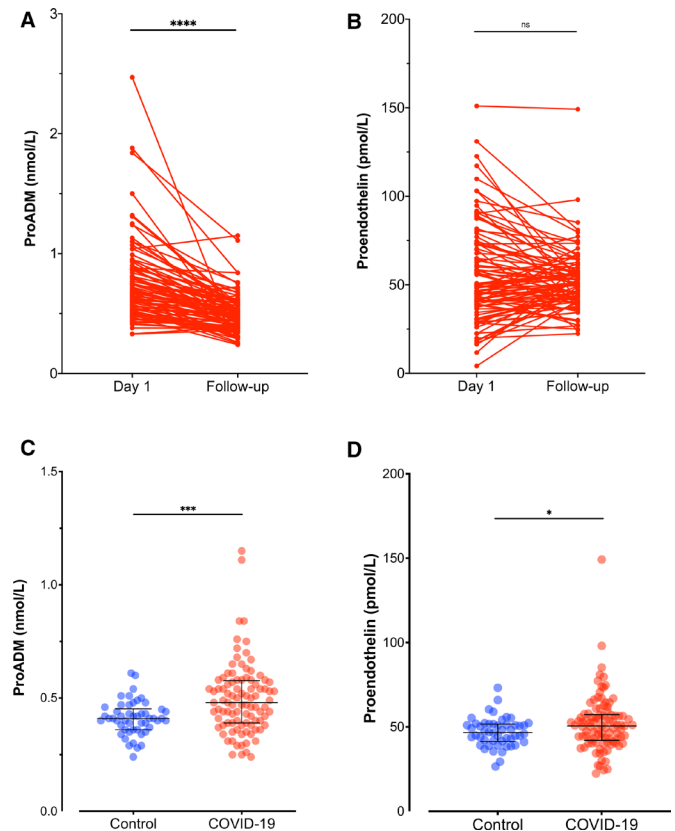 A
ProADM (nmol/L)
3
2
1
0
****
Day 1
Follow-up
B
Proendothelin (pmol/L)
200
150
100
50
0
ns
Day 1
Follow-up
C
ProADM (nmol/L)
1.5
1.0
0.5
0.0
***
Control
COVID-19
D
Proendothelin (pmol/L)
200
150
100
50
0
*
Control
COVID-19